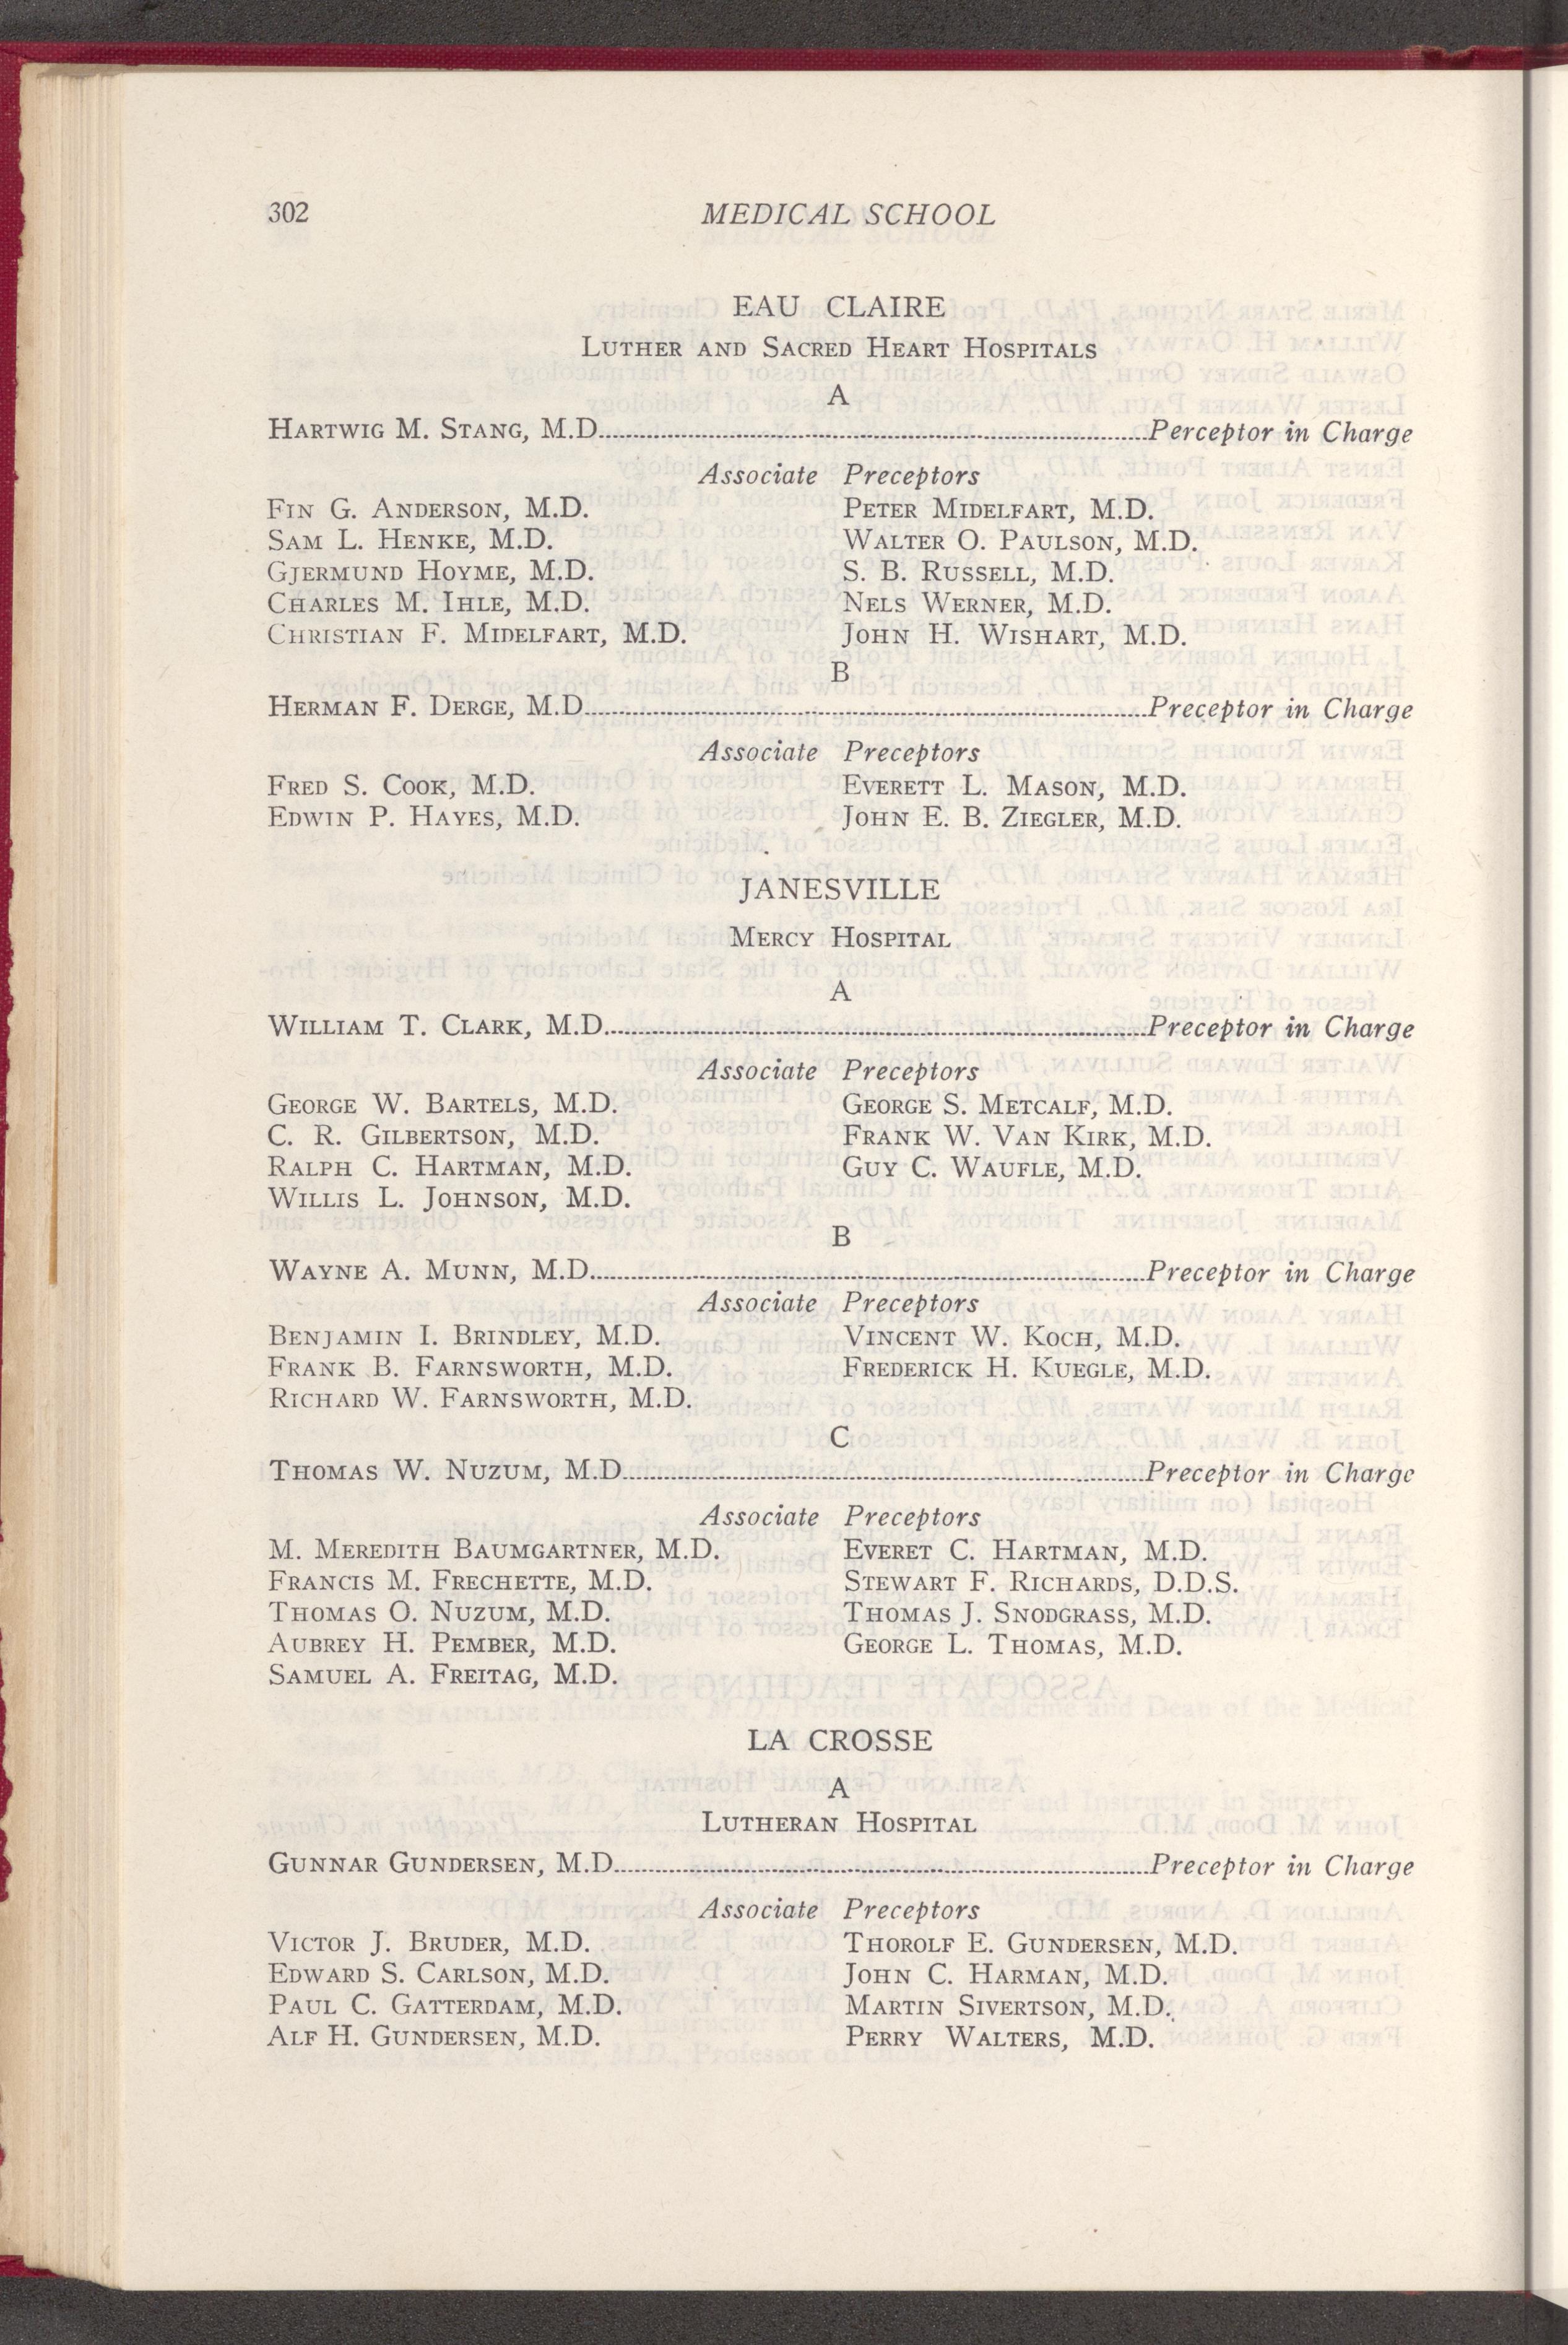 302 MEDICAL SCHOOL
EAU CLAIRE
LUTHER AND SACRED HEART HOSPITALS
A
HARTWIG M. STANG, M.D. Perceptor in Charge
Associate Preceptors
FIN G. ANDERSON, M.D. PETER MIDELFART, M.D.
SAM L. HENKE, M.D. WALTER O. PAULSON, M.D.
GJERMUND HOYME, M.D. S. B. RUSSELL, M.D.
CHARLES M. IHLE, M.D. NELS WERNER, M.D.
CHRISTIAN F. MIDELFART, M.D. JOHN H. WISHART, M.D.
B
HERMAN F. DERGE, M.D. Preceptor in Charge
Associate Preceptors
FRED S. COOK, M.D. EVERETT L. MASON, M.D.
EDWIN P. HAYES, M.D. JOHN E. B. ZIEGLER, M.D.
JANESVILLE
MERCY HOSPITAL
A
WILLIAM T. CLARK, M.D. Preceptor in Charge
Associate Preceptors
GEORGE W. BARTELS, M.D. GEORGE S. METCALF, M.D.
C. R. GILBERTSON, M.D. FRANK W. VAN KIRK, M.D.
RALPH C. HARTMAN, M.D. GUY C. WAUFLE, M.D.
WILLIS L. JOHNSON, M.D.
B
WAYNE A. MUNN, M.D. Preceptor in Charge
Associate Preceptors
BENJAMIN I. BRINDLEY, M.D. VINCENT W. KOCH, M.D.
FRANK B. FARNSWORTH, M.D. FREDERICK H. KUEGLE, M.D.
RICHARD W. FARNSWORTH, M.D.
C
THOMAS W. NUZUM, M.D. Preceptor in Charge
Associate Preceptors
M. MEREDITH BAUMGARTNER, M.D. EVERET C. HARTMAN, M.D.
FRANCIS M. FRECHETTE, M.D. STEWART F. RICHARDS, D.D.S.
THOMAS O. NUZUM, M.D. THOMAS J. SNODGRASS, M.D.
AUBREY H. PEMBER, M.D. GEORGE L. THOMAS, M.D.
SAMUEL A. FREITAG, M.D.
LA CROSSE
A
LUTHERAN HOSPITAL
GUNNAR GUNDERSEN, M.D. Preceptor in Charge
Associate Preceptors
VICTOR J. BRUDER, M.D. THOROLF E. GUNDERSEN, M.D.
EDWARD S. CARLSON, M.D. JOHN C. HARMAN, M.D.
PAUL C. GATTERDAM, M.D. MARTIN SIVERTSON, M.D.
ALF H. GUNDERSEN, M.D. PERRY WALTERS, M.D.